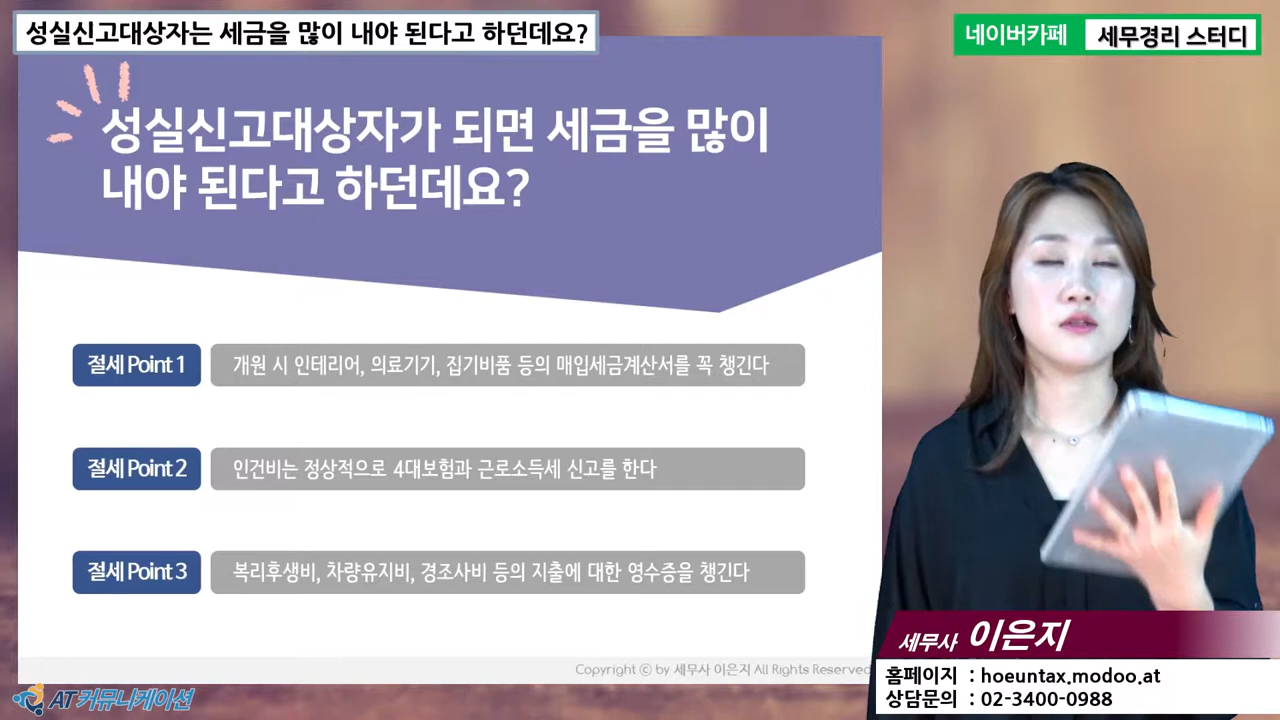 성실신고대상자는 세금을 많이 내야 된다고 하던데요?
네이버카페 세무경리 스터디
성실신고대상자가 되면 세금을 많이
내야 된다고 하던데요?
절세 Point 1 개원 시 인테리어, 의료기기, 집기비품 등의 매입세금계산서를 꼭 챙긴다
절세 Point 2 인건비는 정상적으로 4대보험과 근로소득세 신고를 한다
절세 Point 3 복리후생비, 차량유지비, 경조사비 등의 지출에 대한 영수증을 챙긴다
Copyright ⓒ by 세무사 이은지 All Rights Reserved
세무사 이은지
홈페이지 : hoeuntax.modoo.at
상담문의 : 02-3400-0988
AT커뮤니케이션